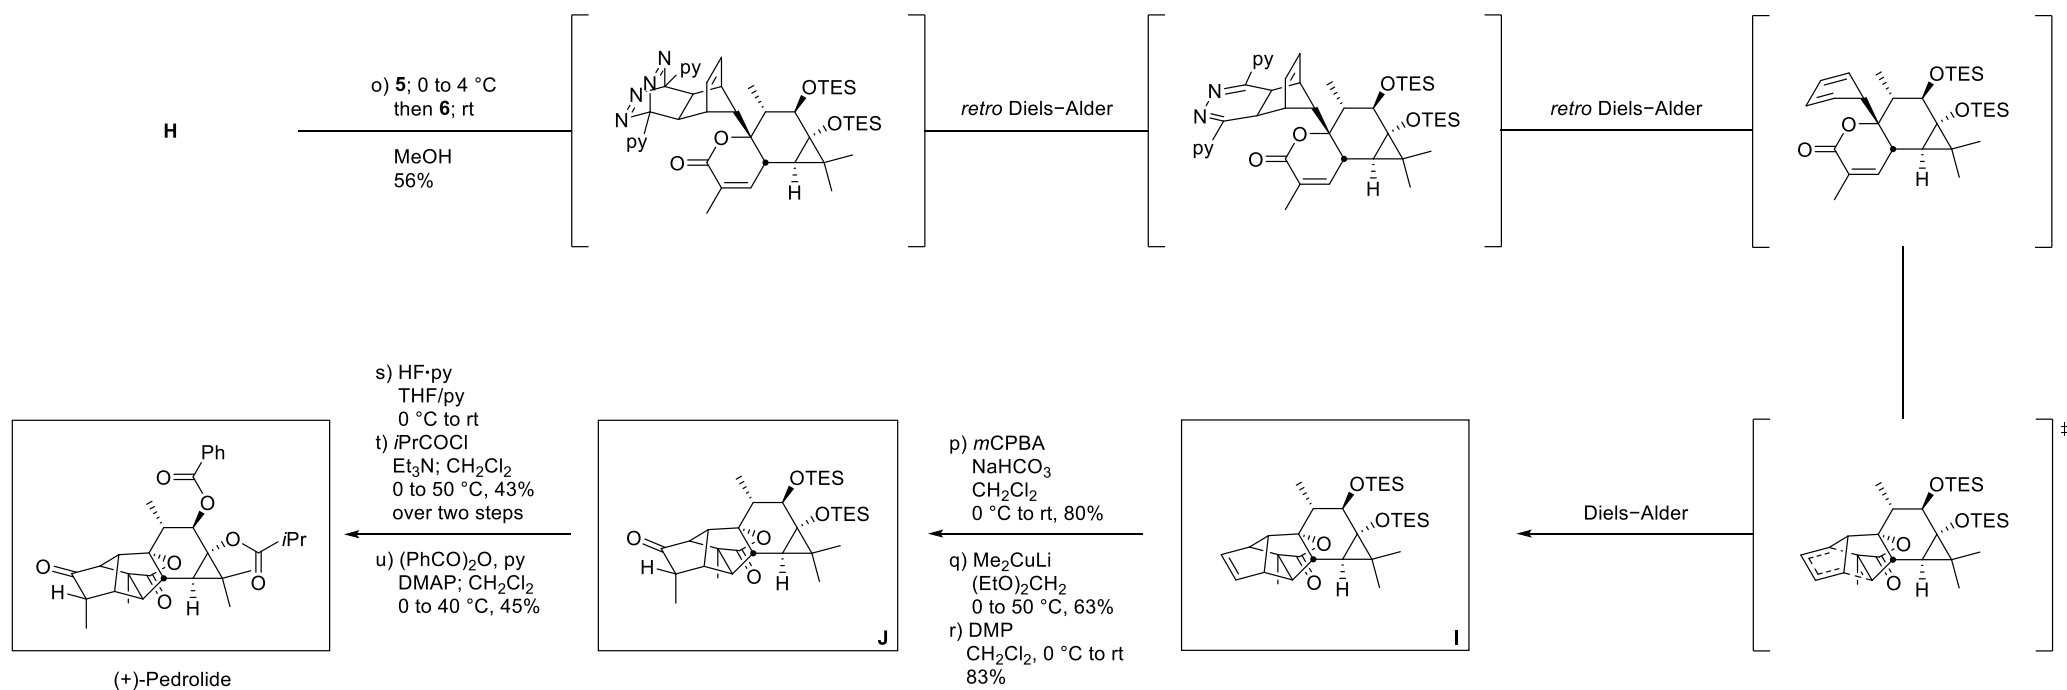 H
o) 5; 0 to 4 °C
then 6; rt
MeOH
56%
N
N
N
N
py
py
O
O
OTES
OTES
H
retro Diels−Alder
py
N
N
py
O
O
OTES
OTES
H
retro Diels−Alder
O
O
OTES
OTES
H
‡
OTES
OTES
O
O
H
Diels−Alder
OTES
OTES
O
O
H
I
p) mCPBA
NaHCO3
CH2Cl2
0 °C to rt, 80%
q) Me2CuLi
(EtO)2CH2
0 to 50 °C, 63%
r) DMP
CH2Cl2, 0 °C to rt
83%
OTES
OTES
O
O
H
O
H
J
s) HF•py
THF/py
0 °C to rt
t) iPrCOCl
Et3N; CH2Cl2
0 to 50 °C, 43%
over two steps
u) (PhCO)2O, py
DMAP; CH2Cl2
0 to 40 °C, 45%
Ph
O
O
O
iPr
O
O
O
O
H
H
(+)-Pedrolide